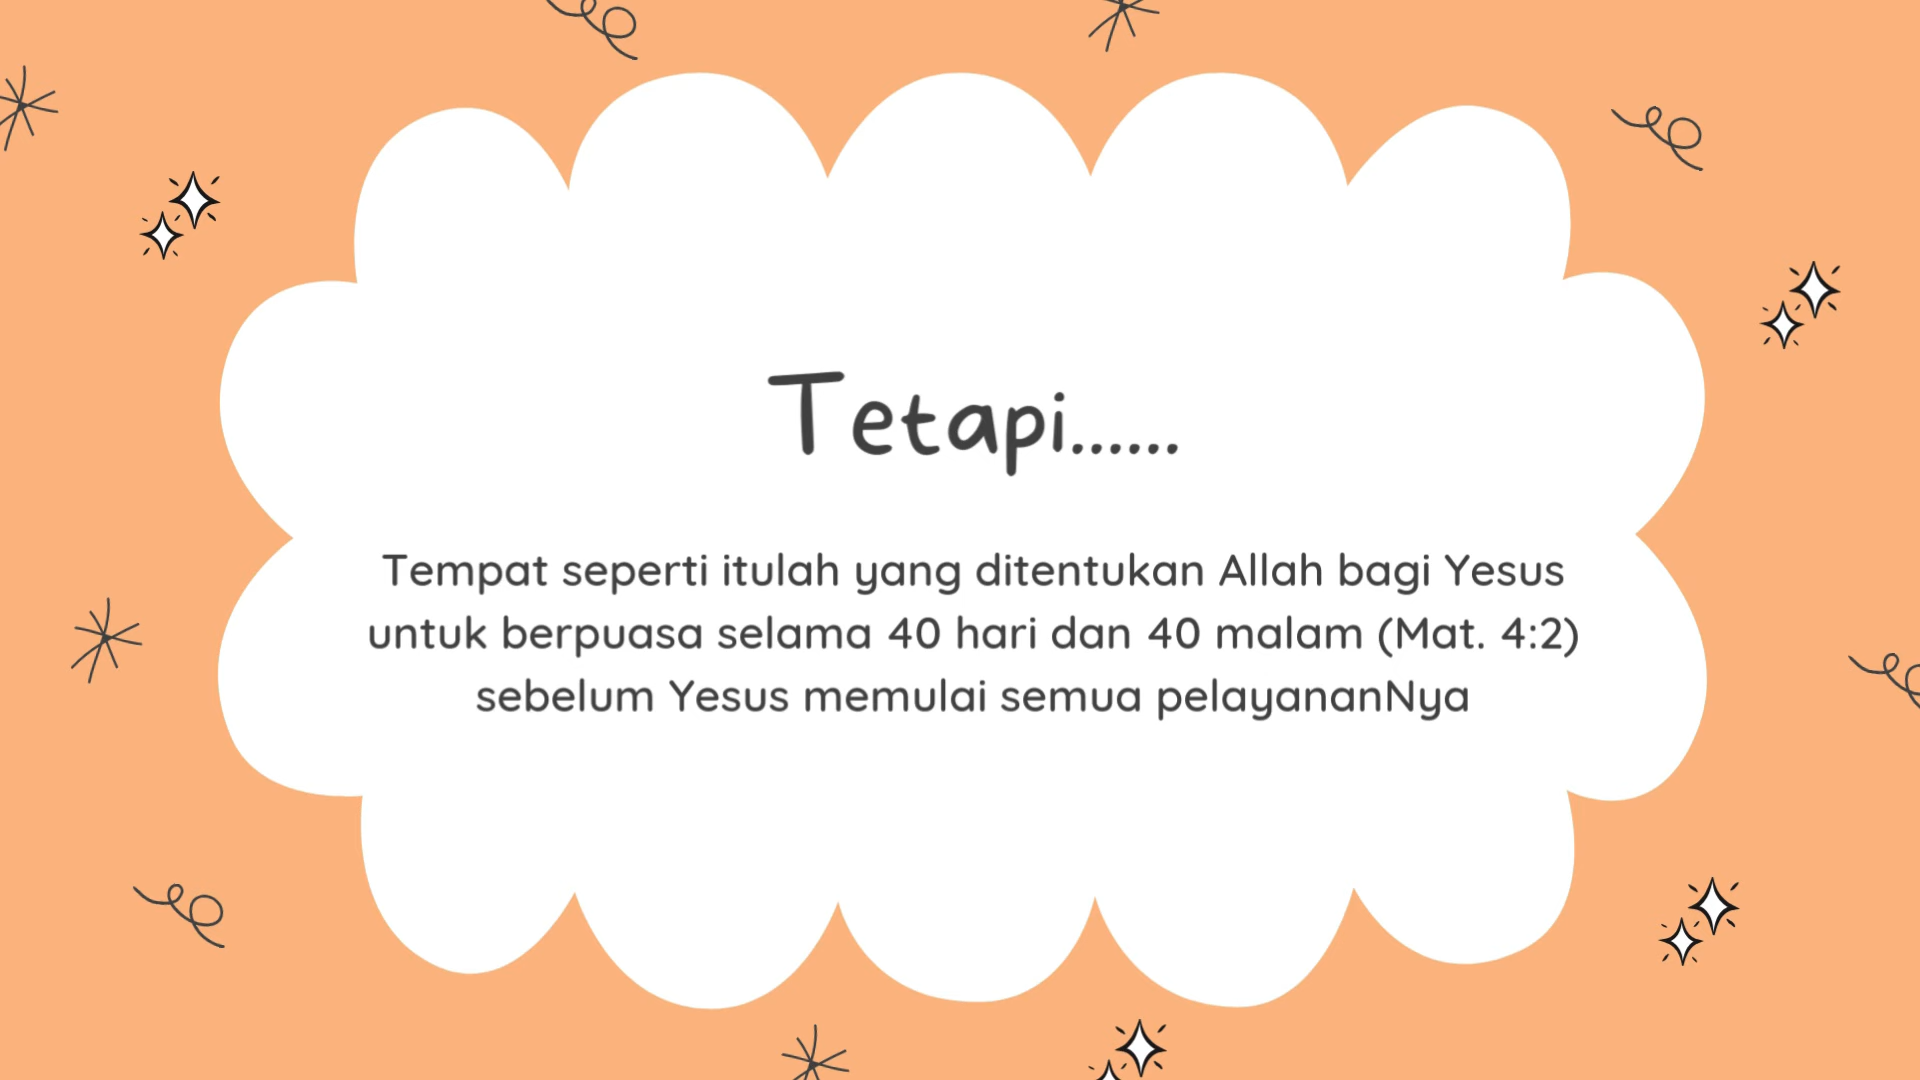 Tetapi......
Tempat seperti itulah yang ditentukan Allah bagi Yesus
untuk berpuasa selama 40 hari dan 40 malam (Mat. 4:2)
sebelum Yesus memulai semua pelayananNya